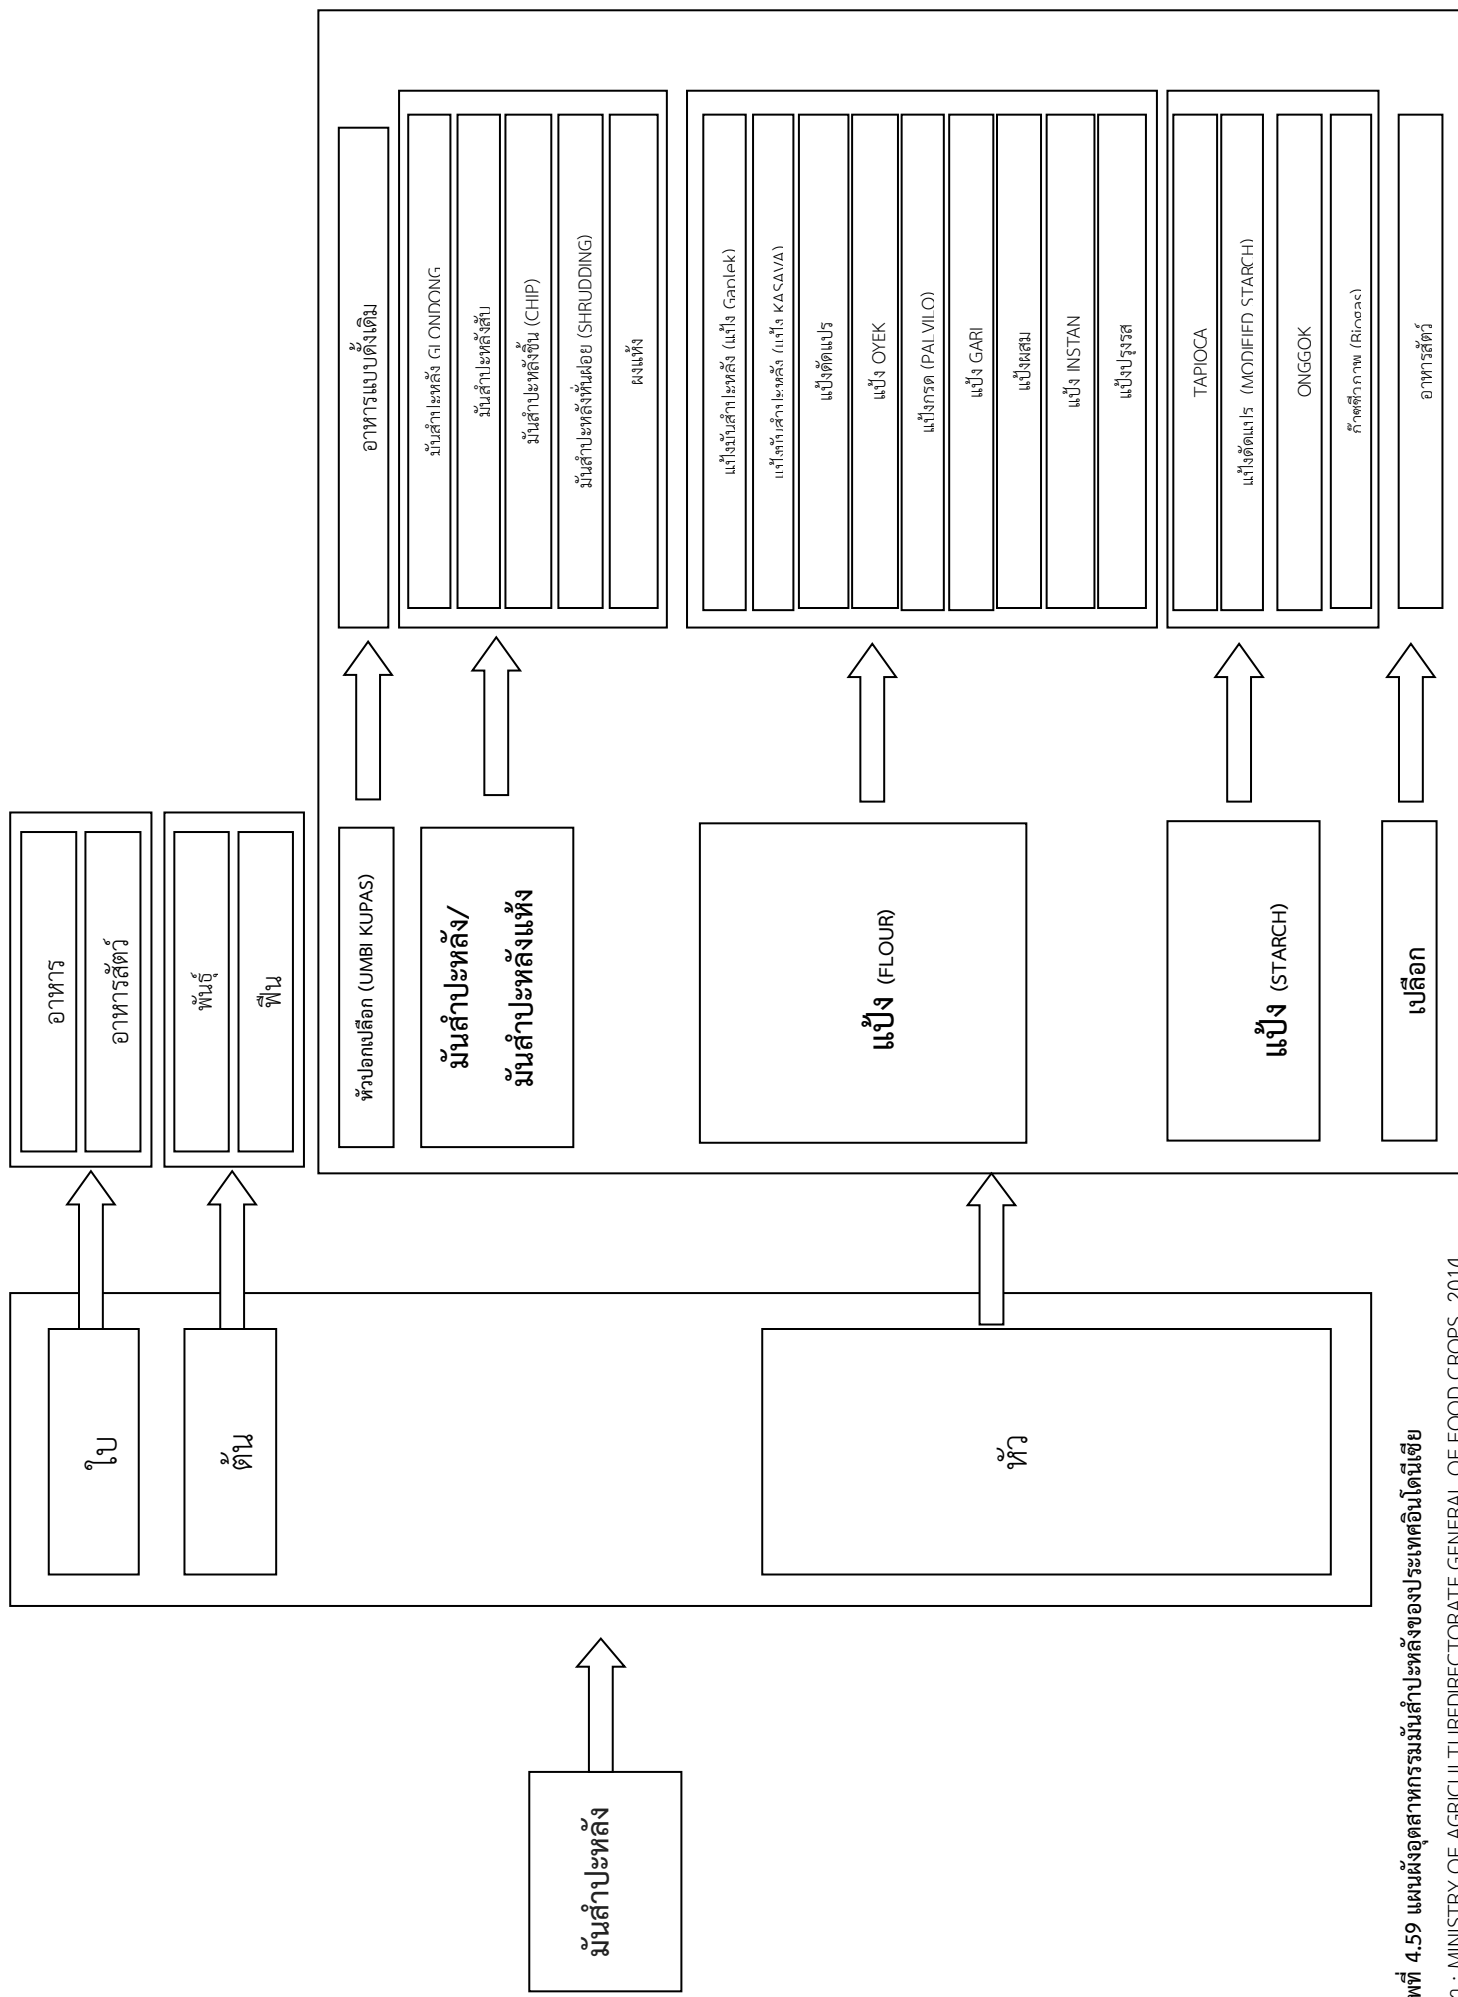 มันสำปะหลัง
ใบ
ต้น
หัว
อาหาร
อาหารสัตว์
พันธุ์
ฟืน
หัวปอกเปลือก (UMBI KUPAS)
มันสำปะหลัง/
มันสำปะหลังแห้ง
แป้ง (FLOUR)
แป้ง (STARCH)
เปลือก
อาหารแบบดั้งเดิม
มันสำปะหลัง GLONDONG
มันสำปะหลังสับ
มันสำปะหลังชิ้น (CHIP)
มันสำปะหลังหั่นฝอย (SHRUDDING)
ผงแห้ง
แป้งมันสำปะหลัง (แป้ง Gaplek)
แป้งมันสำปะหลัง (แป้ง KASAVA)
แป้งดัดแปร
แป้ง OYEK
แป้งกรด (PALVILO)
แป้ง GARI
แป้งผสม
แป้ง INSTAN
แป้งปรุงรส
TAPIOCA
แป้งดัดแปร (MODIFIED STARCH)
ONGGOK
ก๊าซชีวภาพ (Biogas)
อาหารสัตว์
พที่ 4.59 แผนผังอุตสาหกรรมมันสำปะหลังของประเทศอินโดนีเซีย
: MINISTRY OF AGRICULTUREDIRECTORATE GENERAL OF FOOD CROPS, 2014